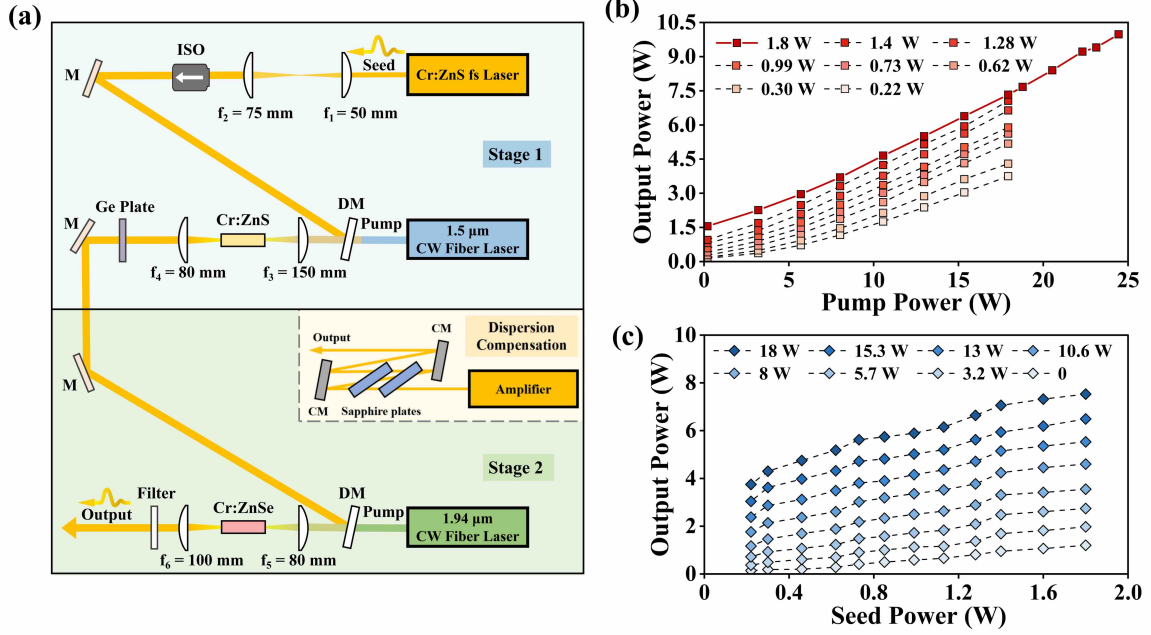 (a)
ISO
M
Seed
Cr:ZnS fs Laser
f₂ = 75 mm
f₁ = 50 mm
Stage 1
Ge Plate
M
Cr:ZnS
DM
Pump
1.5 μm
CW Fiber Laser
f₄ = 80 mm
f₃ = 150 mm
M
Output
CM
Dispersion
Compensation
Amplifier
CM
Sapphire plates
Stage 2
Filter
Output
Cr:ZnSe
DM
Pump
1.94 μm
CW Fiber Laser
f₆ = 100 mm
f₅ = 80 mm
(b)
Output Power (W)
10.5
9.0
7.5
6.0
4.5
3.0
1.5
0.0
1.8 W
1.4 W
1.28 W
0.99 W
0.73 W
0.62 W
0.30 W
0.22 W
0
5
10
15
20
25
Pump Power (W)
(c)
Output Power (W)
10
8
6
4
2
0
18 W
15.3 W
13 W
10.6 W
8 W
5.7 W
3.2 W
0
0
0.4
0.8
1.2
1.6
2.0
Seed Power (W)